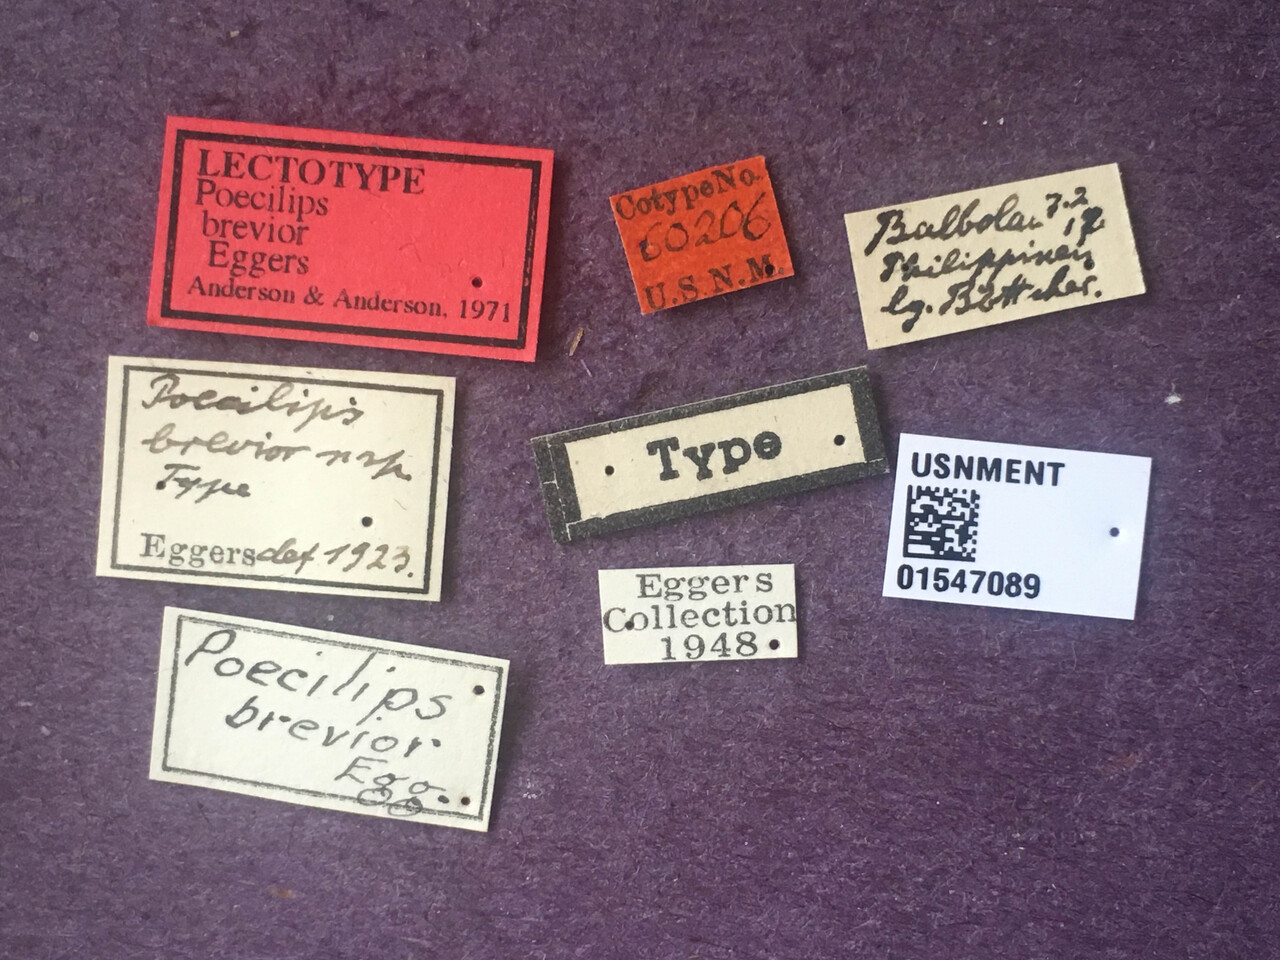 LECTOTYPE
Poecilips
brevior
Eggers
Anderson & Anderson, 1971
Cotype No.
60206
U.S.N.M.
7.2
Balbolan 17.
Philippinen
lg. Böttcher.
Poecilips
brevior n sp.
Type
Eggers det 1923.
Type
USNMENT
01547089
Eggers
Collection
1948
Poecilips
brevior
Egg.